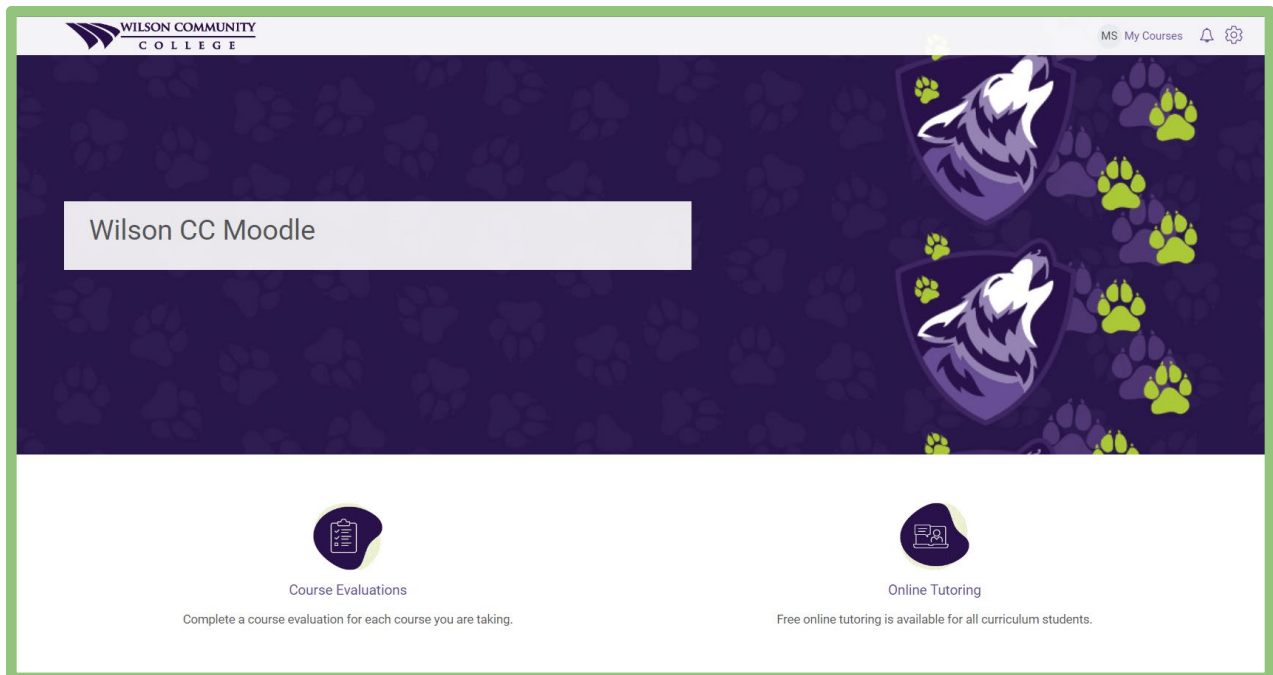 WILSON COMMUNITY
COLLEGE
MS My Courses
Wilson CC Moodle
Course Evaluations
Complete a course evaluation for each course you are taking.
Online Tutoring
Free online tutoring is available for all curriculum students.